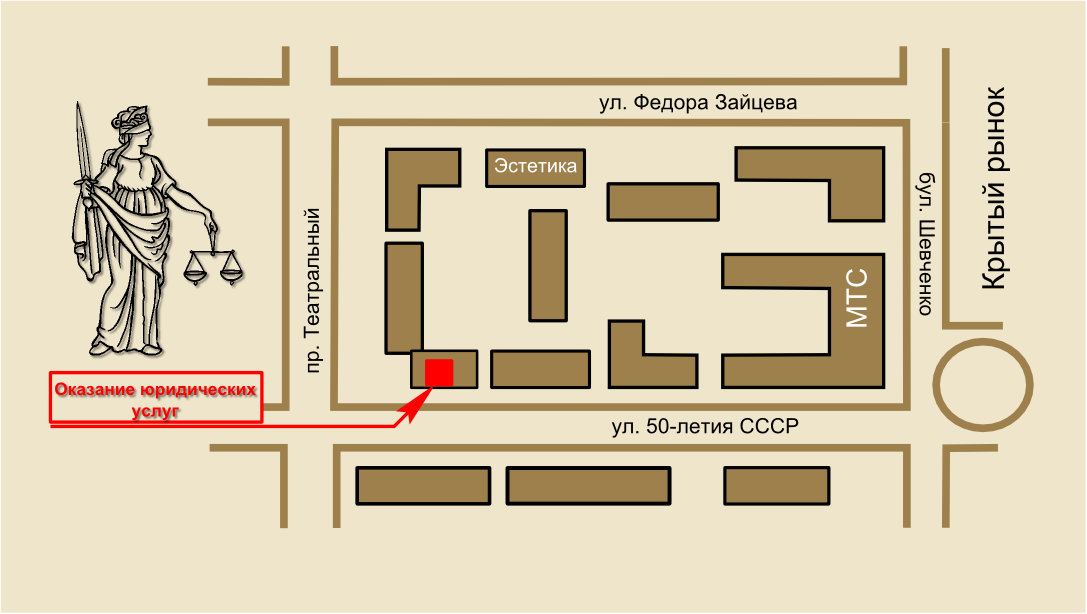 ул. Федора Зайцева
Эстетика
пр. Театральный
бул. Шевченко
Крытый рынок
МТС
Оказание юридических
услуг
ул. 50-летия СССР